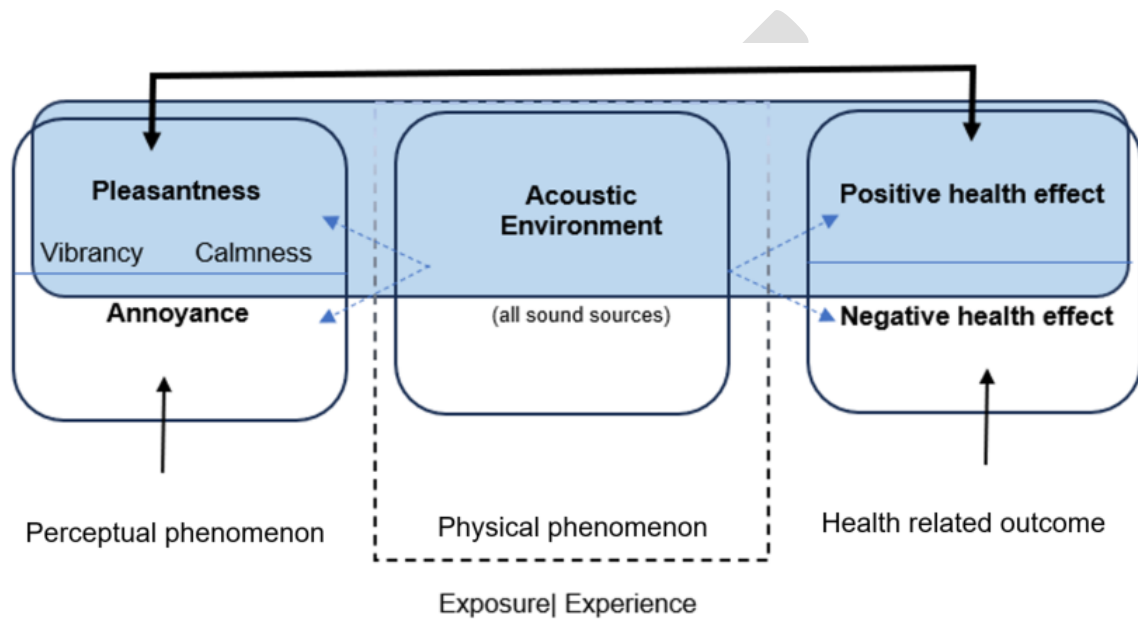 Pleasantness
Vibrancy Calmness
Annoyance
Acoustic
Environment
(all sound sources)
Positive health effect
Negative health effect
Perceptual phenomenon
Physical phenomenon
Health related outcome
Exposure| Experience